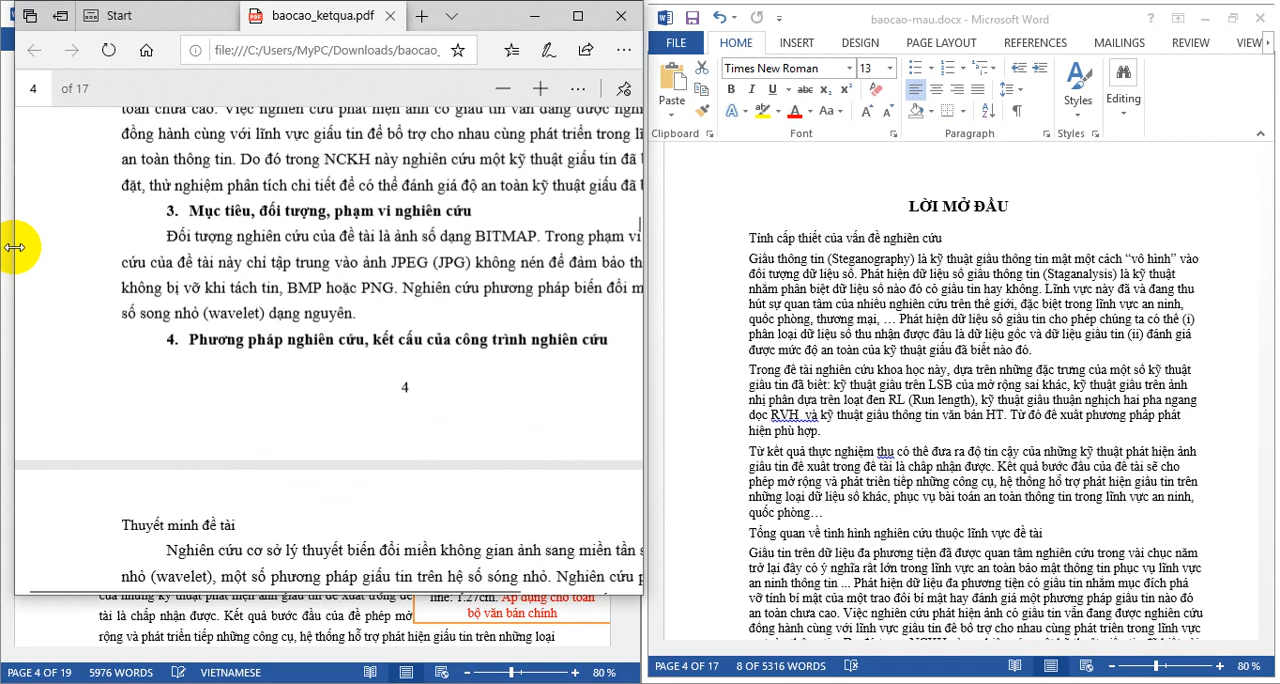 Start
baocao_ketqua.pdf
file:///C:/Users/MyPC/Downloads/baocao_
4 of 17
toàn chưa cao. Việc nghiên cứu phát hiện ảnh có giấu tin vẫn đang được nghi
đồng hành cùng với lĩnh vực giấu tin để bổ trợ cho nhau cùng phát triển trong lĩ
an toàn thông tin. Do đó trong NCKH này nghiên cứu một kỹ thuật giấu tin đã
đặt, thử nghiệm phân tích chi tiết để có thể đánh giá độ an toàn kỹ thuật giấu đã
3. Mục tiêu, đối tượng, phạm vi nghiên cứu
Đối tượng nghiên cứu của đề tài là ảnh số dạng BITMAP. Trong phạm vi
cứu của đề tài này chỉ tập trung vào ảnh JPEG (JPG) không nén để đảm bảo th
không bị vỡ khi tách tin, BMP hoặc PNG. Nghiên cứu phương pháp biến đổi m
số song nhỏ (wavelet) dạng nguyên.
4. Phương pháp nghiên cứu, kết cấu của công trình nghiên cứu
4
Thuyết minh đề tài
Nghiên cứu cơ sở lý thuyết biến đổi miền không gian ảnh sang miền tần s
nhỏ (wavelet), một số phương pháp giấu tin trên hệ số sóng nhỏ. Nghiên cứu p
của những kỹ thuật phát hiện ảnh giấu tin đề xuất trong đề
tài là chấp nhận được. Kết quả bước đầu của đề phép mở
rộng và phát triển tiếp những công cụ, hệ thống hỗ trợ phát hiện giấu tin trên những loại
line: 1.27cm. Áp dụng cho toàn
bộ văn bản chính
PAGE 4 OF 19 5976 WORDS VIETNAMESE 80 %
baocao-mau.docx - Microsoft Word
FILE HOME INSERT DESIGN PAGE LAYOUT REFERENCES MAILINGS REVIEW VIEW
Times New Roman 13
Paste
B I U abc x₂ x²
A A Aa A A
Styles
Editing
Clipboard Font Paragraph Styles
LỜI MỞ ĐẦU
Tính cấp thiết của vấn đề nghiên cứu
Giấu thông tin (Steganography) là kỹ thuật giấu thông tin mật một cách “vô hình” vào
đối tượng dữ liệu số. Phát hiện dữ liệu số giấu thông tin (Staganalysis) là kỹ thuật
nhằm phân biệt dữ liệu số nào đó có giấu tin hay không. Lĩnh vực này đã và đang thu
hút sự quan tâm của nhiều nghiên cứu trên thế giới, đặc biệt trong lĩnh vực an ninh,
quốc phòng, thương mại, … Phát hiện dữ liệu số giấu tin cho phép chúng ta có thể (i)
phân loại dữ liệu số thu nhận được đâu là dữ liệu gốc và dữ liệu giấu tin (ii) đánh giá
được mức độ an toàn của kỹ thuật giấu đã biết nào đó.
Trong đề tài nghiên cứu khoa học này, dựa trên những đặc trưng của một số kỹ thuật
giấu tin đã biết: kỹ thuật giấu trên LSB của mở rộng sai khác, kỹ thuật giấu trên ảnh
nhị phân dựa trên loạt đen RL (Run length), kỹ thuật giấu thuận nghịch hai pha ngang
dọc RVH và kỹ thuật giấu thông tin văn bản HT. Từ đó đề xuất phương pháp phát
hiện phù hợp.
Từ kết quả thực nghiệm thu có thể đưa ra độ tin cậy của những kỹ thuật phát hiện ảnh
giấu tin đề xuất trong đề tài là chấp nhận được. Kết quả bước đầu của đề tài sẽ cho
phép mở rộng và phát triển tiếp những công cụ, hệ thống hỗ trợ phát hiện giấu tin trên
những loại dữ liệu số khác, phục vụ bài toán an toàn thông tin trong lĩnh vực an ninh,
quốc phòng…
Tổng quan về tình hình nghiên cứu thuộc lĩnh vực đề tài
Giấu tin trên dữ liệu đa phương tiện đã được quan tâm nghiên cứu trong vài chục năm
trở lại đây có ý nghĩa rất lớn trong lĩnh vực an toàn bảo mật thông tin phục vụ lĩnh vực
an ninh thông tin ... Phát hiện dữ liệu đa phương tiện có giấu tin nhằm mục đích phá
vỡ tính bí mật của một trao đổi bí mật hay đánh giá một phương pháp giấu tin nào đó
an toàn chưa cao. Việc nghiên cứu phát hiện ảnh có giấu tin vẫn đang được nghiên cứu
đồng hành cùng với lĩnh vực giấu tin để bổ trợ cho nhau cùng phát triển trong lĩnh vực
PAGE 4 OF 17 8 OF 5316 WORDS 80 %